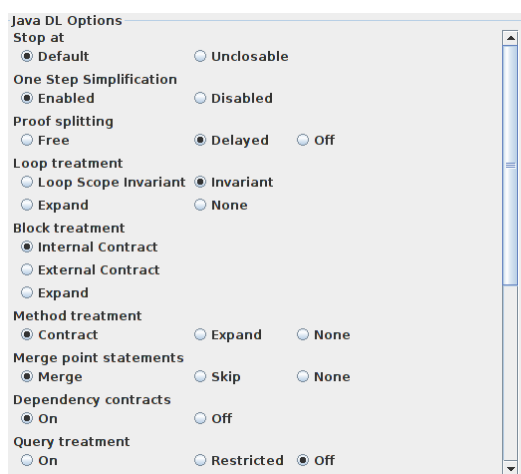 Java DL Options
Stop at
Default Unclosable
One Step Simplification
Enabled Disabled
Proof splitting
Free Delayed Off
Loop treatment
Loop Scope Invariant Invariant
Expand None
Block treatment
Internal Contract
External Contract
Expand
Method treatment
Contract Expand None
Merge point statements
Merge Skip None
Dependency contracts
On Off
Query treatment
On Restricted Off